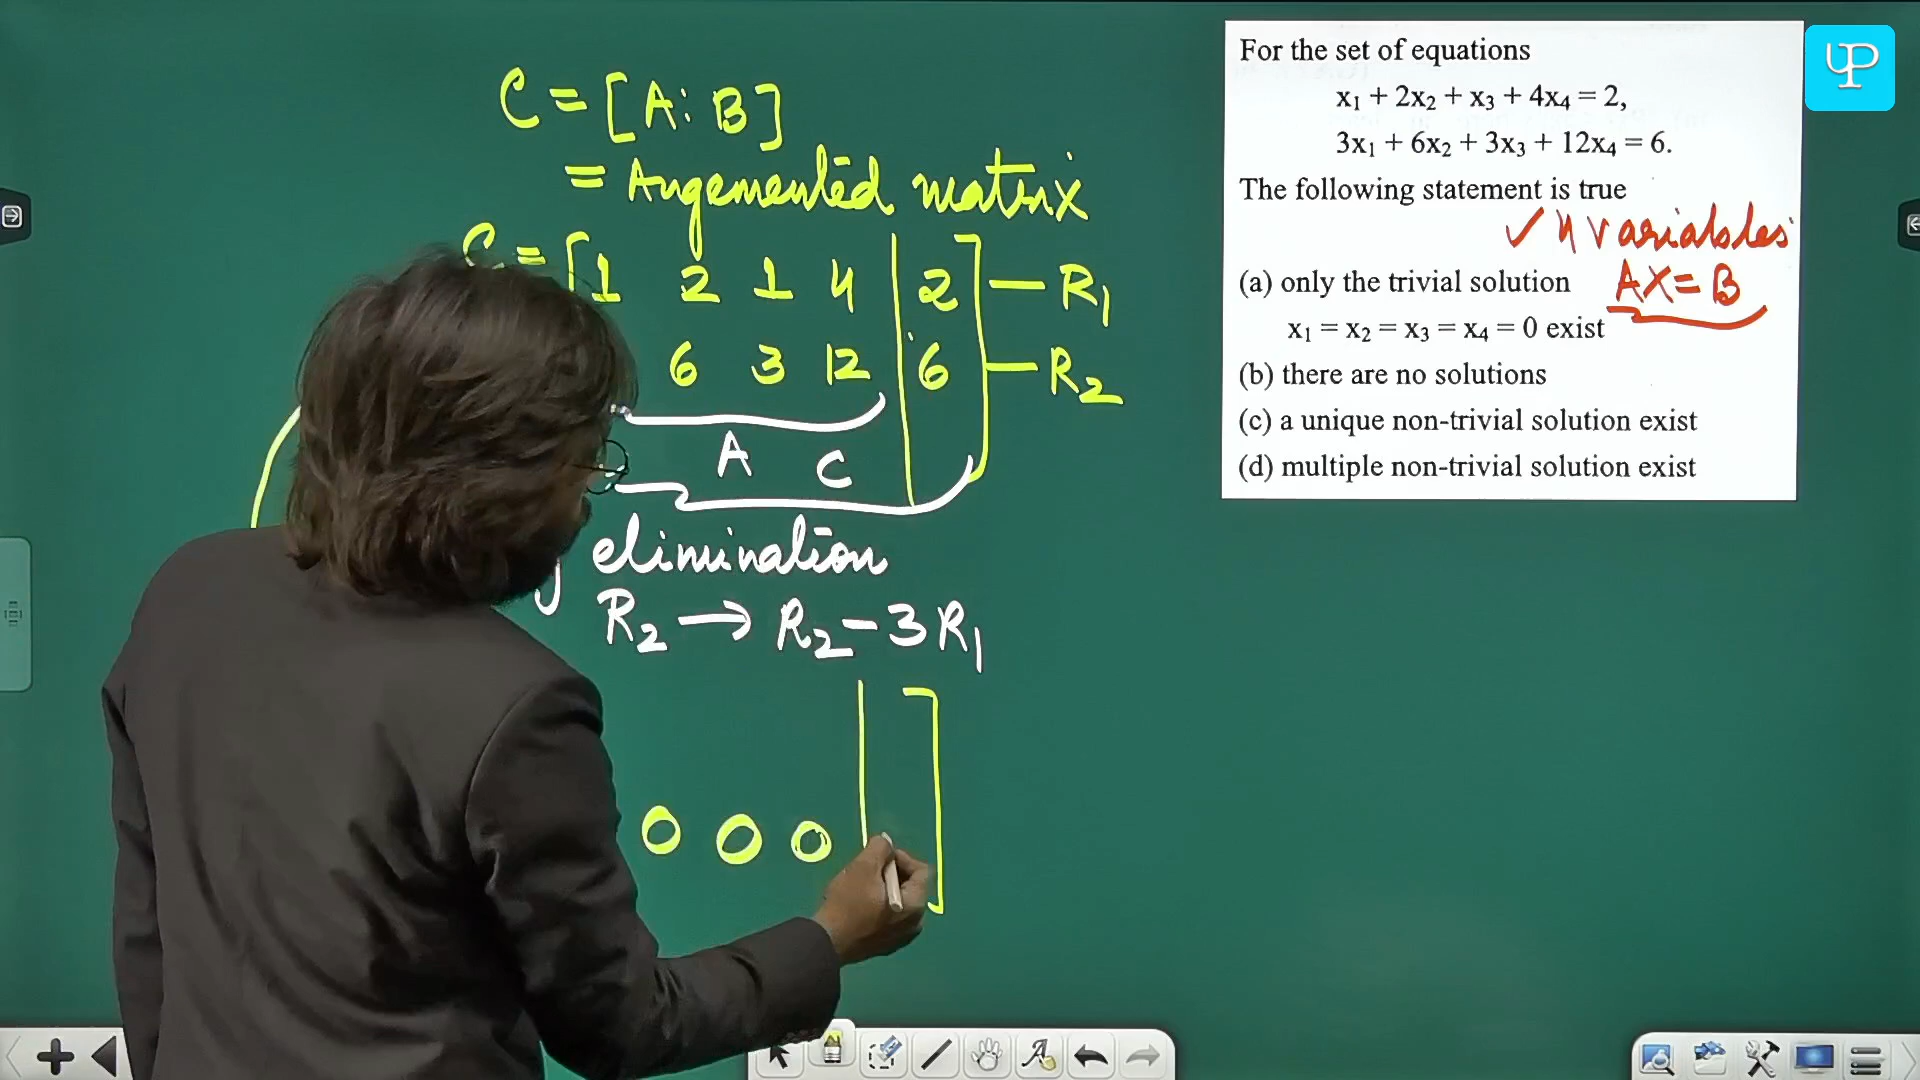 C = [A : B]
= Augemented matrix
C = [ 1 2 1 4 | 2 ] — R1
6 3 12 | 6 — R2
A C
elimination
R2 → R2 – 3R1
0 0 0
For the set of equations
x1 + 2x2 + x3 + 4x4 = 2,
3x1 + 6x2 + 3x3 + 12x4 = 6.
The following statement is true
✓ 4 variables
(a) only the trivial solution
AX = B
x1 = x2 = x3 = x4 = 0 exist
(b) there are no solutions
(c) a unique non-trivial solution exist
(d) multiple non-trivial solution exist
UP